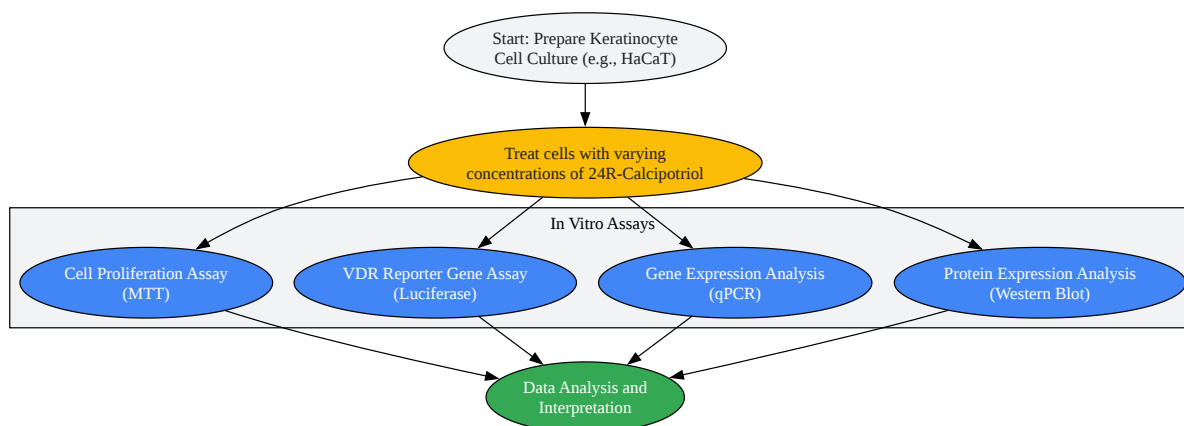 Start: Prepare Keratinocyte
Cell Culture (e.g., HaCaT)
Treat cells with varying
concentrations of 24R-Calcipotriol
In Vitro Assays
Cell Proliferation Assay
(MTT)
VDR Reporter Gene Assay
(Luciferase)
Gene Expression Analysis
(qPCR)
Protein Expression Analysis
(Western Blot)
Data Analysis and
Interpretation